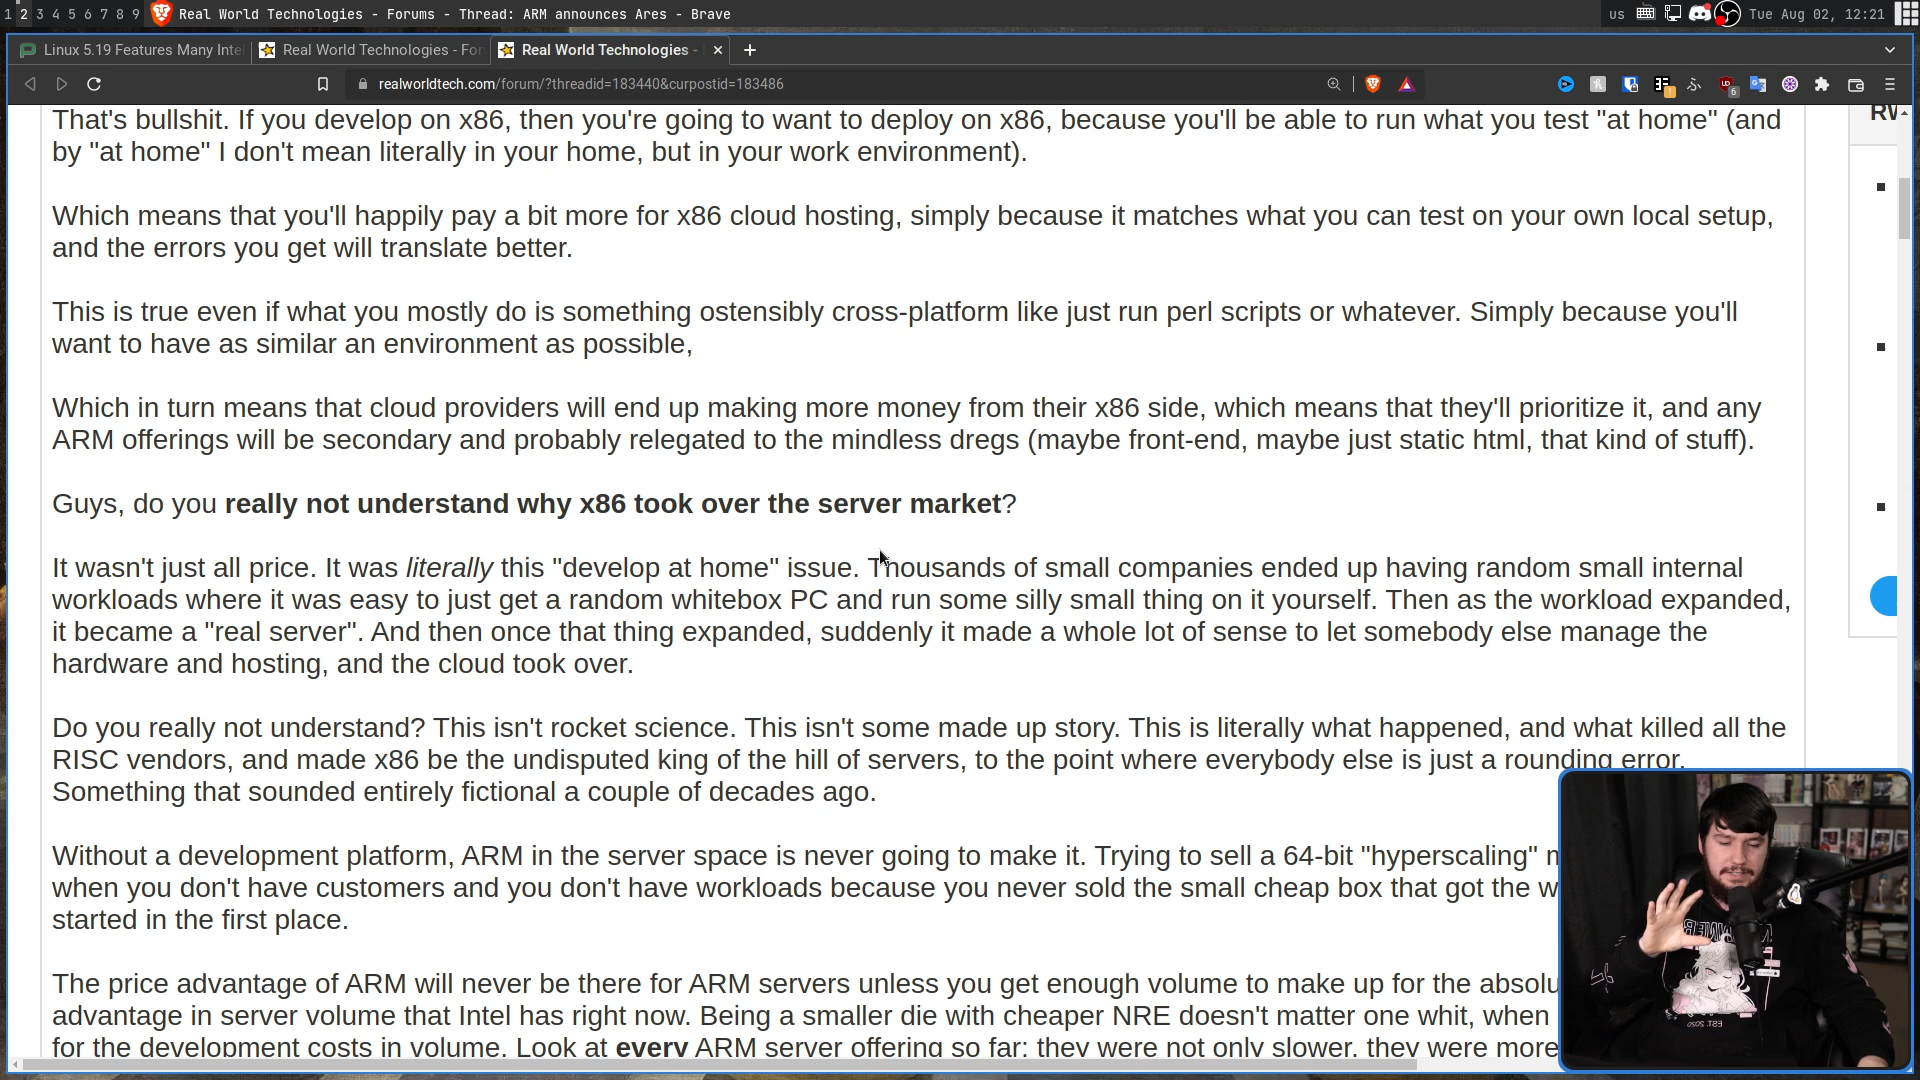 1 2 3 4 5 6 7 8 9 Real World Technologies - Forums - Thread: ARM announces Ares - Brave us Tue Aug 02, 12:21
Linux 5.19 Features Many Inte Real World Technologies - For Real World Technologies -
realworldtech.com/forum/?threadid=183440&curpostid=183486
That's bullshit. If you develop on x86, then you're going to want to deploy on x86, because you'll be able to run what you test "at home" (and
by "at home" I don't mean literally in your home, but in your work environment).
Which means that you'll happily pay a bit more for x86 cloud hosting, simply because it matches what you can test on your own local setup,
and the errors you get will translate better.
This is true even if what you mostly do is something ostensibly cross-platform like just run perl scripts or whatever. Simply because you'll
want to have as similar an environment as possible,
Which in turn means that cloud providers will end up making more money from their x86 side, which means that they'll prioritize it, and any
ARM offerings will be secondary and probably relegated to the mindless dregs (maybe front-end, maybe just static html, that kind of stuff).
Guys, do you really not understand why x86 took over the server market?
It wasn't just all price. It was literally this "develop at home" issue. Thousands of small companies ended up having random small internal
workloads where it was easy to just get a random whitebox PC and run some silly small thing on it yourself. Then as the workload expanded,
it became a "real server". And then once that thing expanded, suddenly it made a whole lot of sense to let somebody else manage the
hardware and hosting, and the cloud took over.
Do you really not understand? This isn't rocket science. This isn't some made up story. This is literally what happened, and what killed all the
RISC vendors, and made x86 be the undisputed king of the hill of servers, to the point where everybody else is just a rounding error.
Something that sounded entirely fictional a couple of decades ago.
Without a development platform, ARM in the server space is never going to make it. Trying to sell a 64-bit "hyperscaling"
when you don't have customers and you don't have workloads because you never sold the small cheap box that got the
started in the first place.
The price advantage of ARM will never be there for ARM servers unless you get enough volume to make up for the absolu
advantage in server volume that Intel has right now. Being a smaller die with cheaper NRE doesn't matter one whit, when
for the development costs in volume. Look at every ARM server offering so far: they were not only slower, they were more